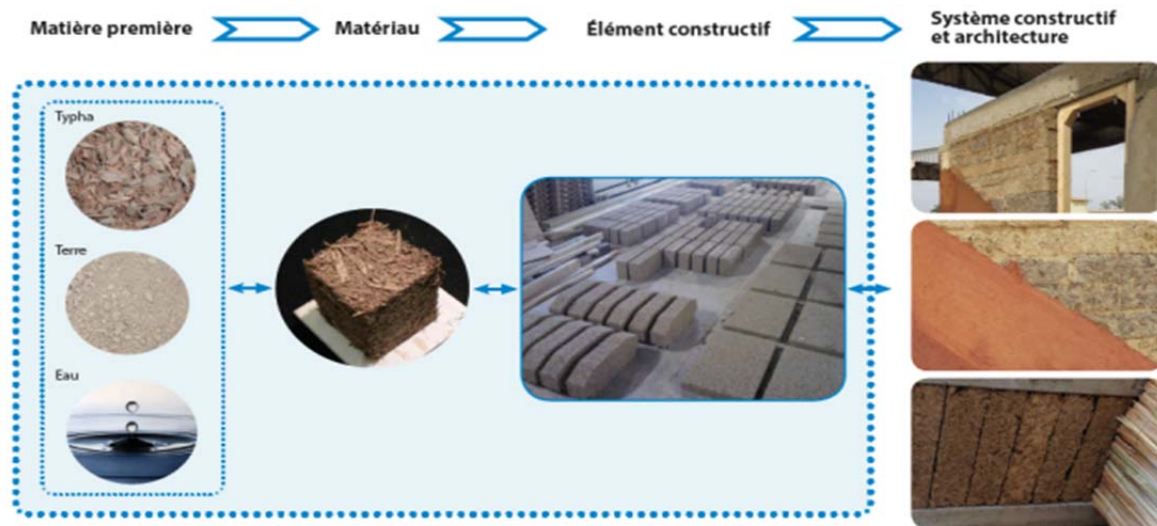 Matière première
Matériau
Élément constructif
Système constructif
et architecture
Typha
Terre
Eau